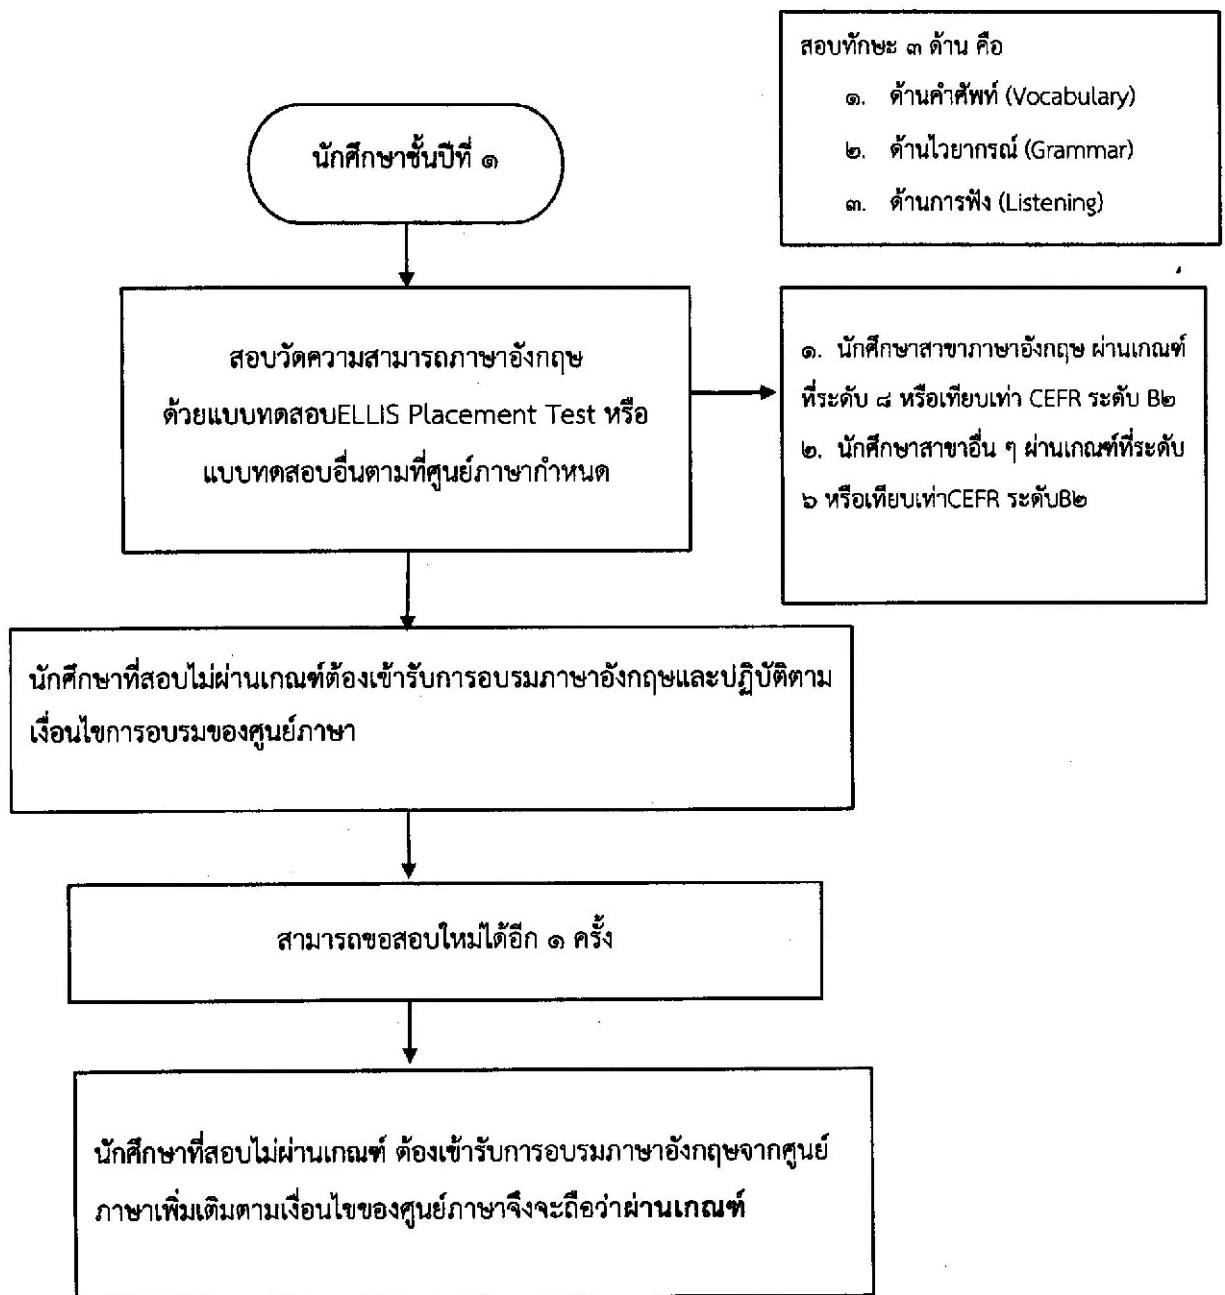 สอบทักษะ ๓ ด้าน คือ
๑. ด้านคำศัพท์ (Vocabulary)
๒. ด้านไวยากรณ์ (Grammar)
๓. ด้านการฟัง (Listening)
นักศึกษาชั้นปีที่ ๑
สอบวัดความสามารถภาษาอังกฤษ
ด้วยแบบทดสอบELLIS Placement Test หรือ
แบบทดสอบอื่นตามที่ศูนย์ภาษากำหนด
๑. นักศึกษาสาขาภาษาอังกฤษ ผ่านเกณฑ์
ที่ระดับ ๘ หรือเทียบเท่า CEFR ระดับ B๒
๒. นักศึกษาสาขาอื่น ๆ ผ่านเกณฑ์ที่ระดับ
๖ หรือเทียบเท่าCEFR ระดับB๒
นักศึกษาที่สอบไม่ผ่านเกณฑ์ต้องเข้ารับการอบรมภาษาอังกฤษและปฏิบัติตาม
เงื่อนไขการอบรมของศูนย์ภาษา
สามารถขอสอบใหม่ได้อีก ๑ ครั้ง
นักศึกษาที่สอบไม่ผ่านเกณฑ์ ต้องเข้ารับการอบรมภาษาอังกฤษจากศูนย์
ภาษาเพิ่มเติมตามเงื่อนไขของศูนย์ภาษาจึงจะถือว่าผ่านเกณฑ์